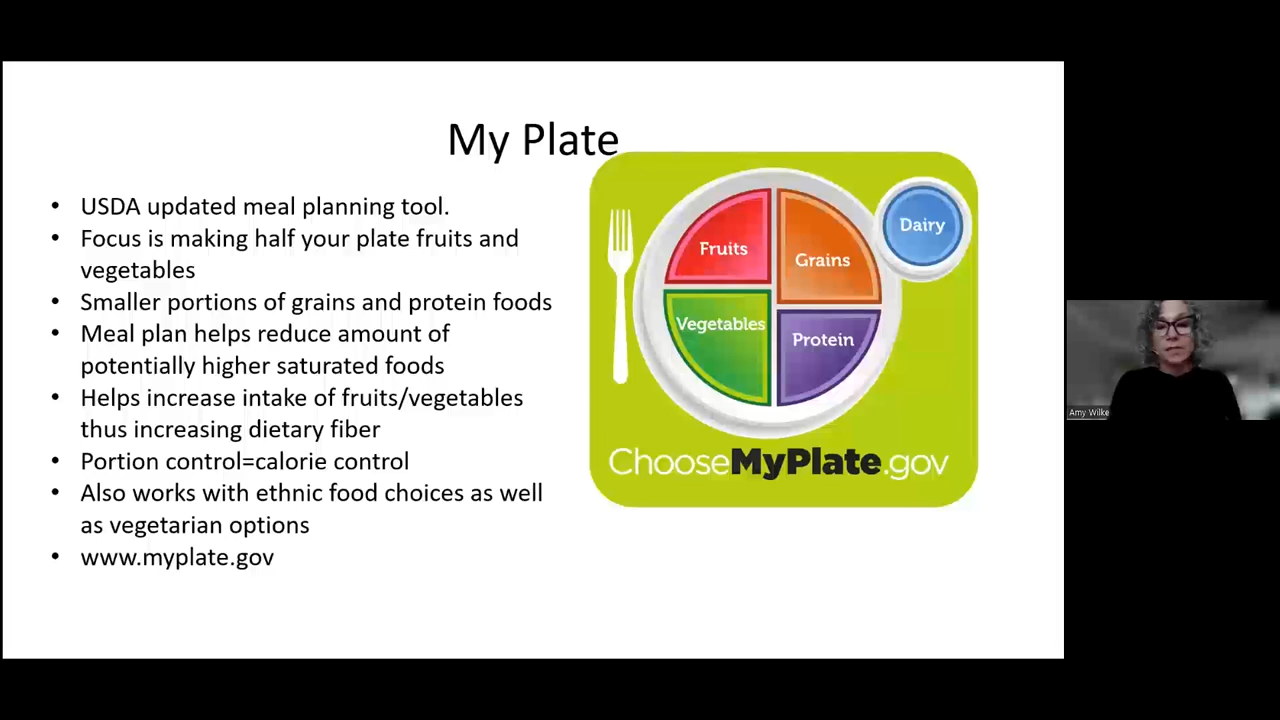 My Plate
• USDA updated meal planning tool.
• Focus is making half your plate fruits and
vegetables
• Smaller portions of grains and protein foods
• Meal plan helps reduce amount of
potentially higher saturated foods
• Helps increase intake of fruits/vegetables
thus increasing dietary fiber
• Portion control=calorie control
• Also works with ethnic food choices as well
as vegetarian options
• www.myplate.gov
Fruits
Grains
Dairy
Vegetables
Protein
ChooseMyPlate.gov
Amy Wilke